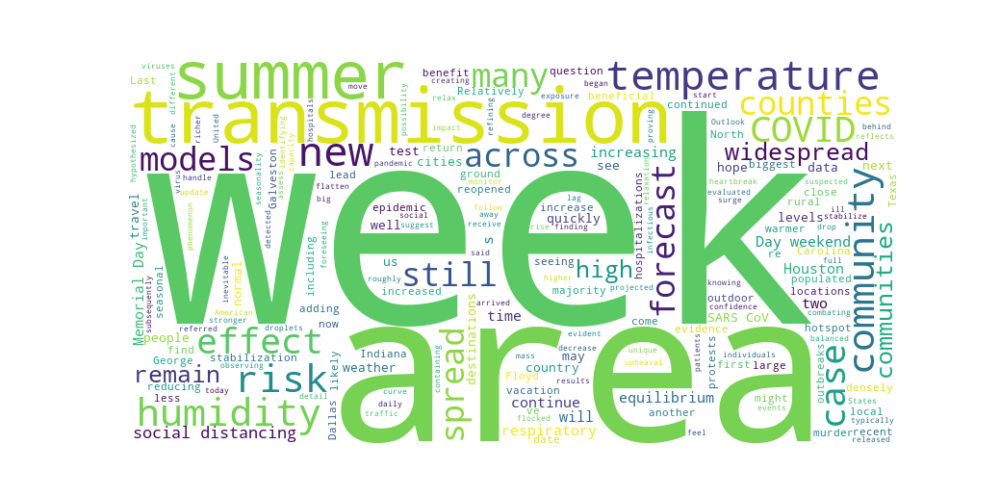 Week
area
transmission
summer
temperature
many
counties
COVID
new
models
across
widespread
forecast
community
communities
still
high
case
effect
risk
remain
humidity
spread
social distancing
increasing
cities
continue
respiratory
equilibrium
Houston
Day weekend
Memorial Day
travel
SARS CoV
hospitalizations
levels
two
time
may
will
quickly
well
epidemic
us
s
see
seeing
test
return
reopened
ground
lead
benefit
Relatively
question
beneficial
continued
North
hope
biggest
data
next
close
rural
warmer
Carolina
re
populated
locations
outdoor
hotspot
evidence
first
large
protests
densely
local
murder
recent
outbreaks
Texas
Outlook
behind
reflects
viruses
Last
different
cause
richer
United
hypothesized
hospitals
seasonality
identifying
assess
capacity
pandemic
flatten
big
virus
handle
update
Galveston
detected
important
seasonal
phenomenon
subsequently
inevitable
normal
American
referred
droplets
people
find
George
stabilization
reducing
less
today
observing
including
foreseeing
increased
adding
now
roughly
Indiana
weather
likely
Dallas
detail
containing
curve
daily
traffic
creating
began
move
relax
refining
exposure
degree
possibility
impact
start
proving
relaxation
infectious
heartbreak
evaluated
surge
suspected
ill
drop
stabilize
full
knowing
confidence
combating
balanced
States
typically
released
individuals
might
events
feel
patients
unique
upheaval
evident
decrease
mass
results
country
come
projected
higher
majority
increase
lag
finding
rise
follow
away
receive
monitor
social
suggest
said
stronger
arrived
destinations
vacation
Floyd
flocked
ve
another
date